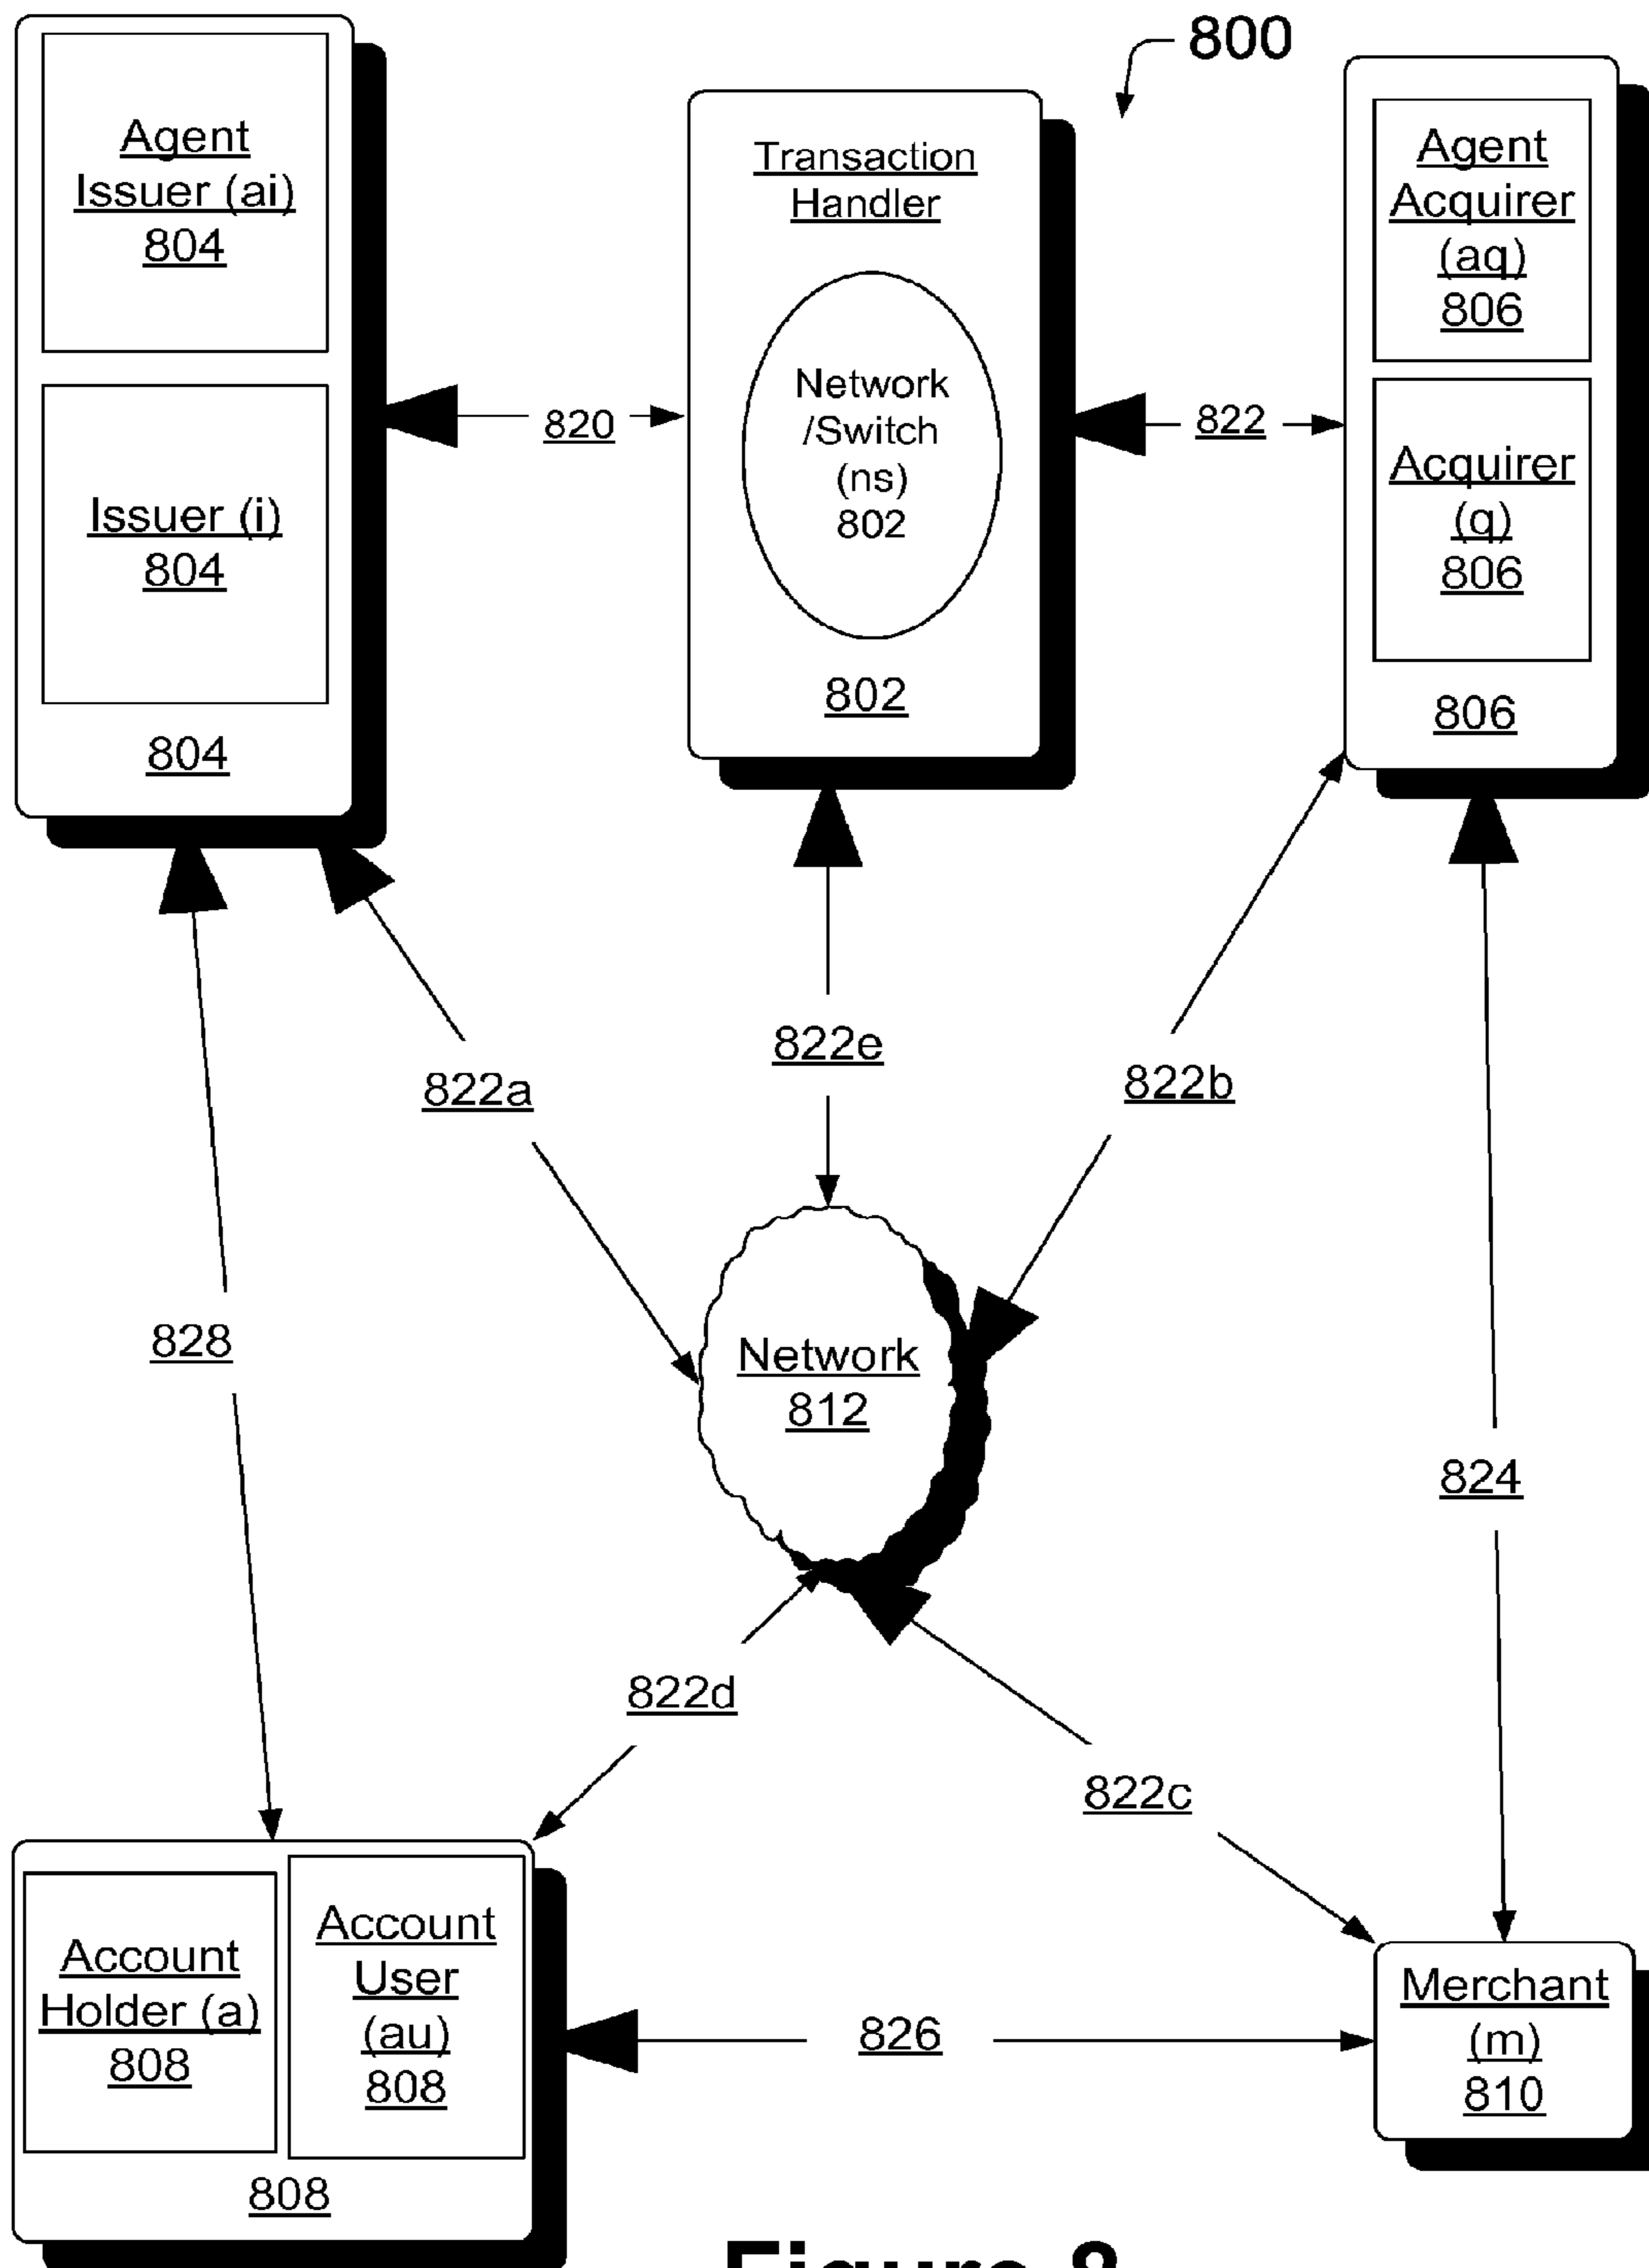 800
Agent
Issuer (ai)
804
Issuer (i)
804
804
Transaction
Handler
Network
/Switch
(ns)
802
802
Agent
Acquirer
(aq)
806
Acquirer
(q)
806
806
820
822
822a
822e
822b
828
Network
812
824
822d
822c
Account
Holder (a)
808
Account
User
(au)
808
808
826
Merchant
(m)
810
Figure 8